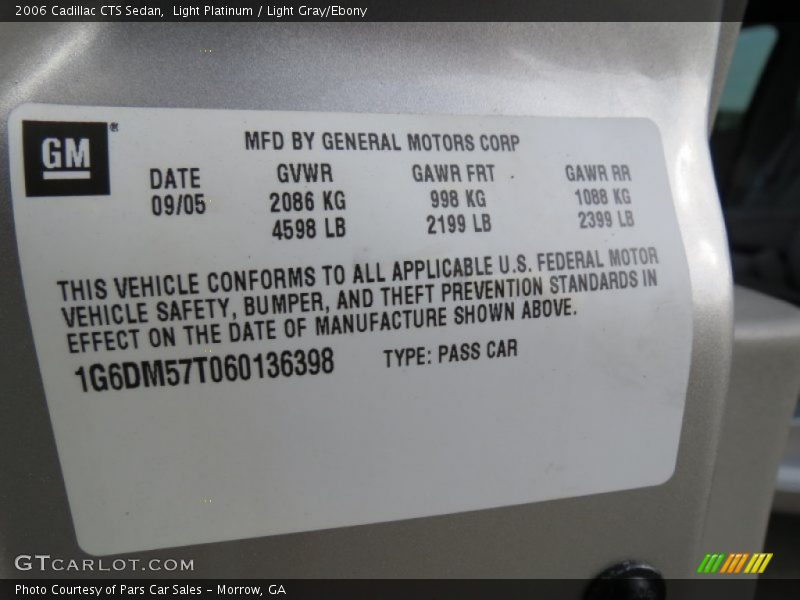 2006 Cadillac CTS Sedan,  Light Platinum / Light Gray/Ebony
GM®
MFD BY GENERAL MOTORS CORP
DATE GVWR GAWR FRT GAWR RR
09/05 2086 KG 998 KG 1088 KG
4598 LB 2199 LB 2399 LB
THIS VEHICLE CONFORMS TO ALL APPLICABLE U.S. FEDERAL MOTOR
VEHICLE SAFETY, BUMPER, AND THEFT PREVENTION STANDARDS IN
EFFECT ON THE DATE OF MANUFACTURE SHOWN ABOVE.
1G6DM57T060136398 TYPE: PASS CAR
GTCARLOT.COM
Photo Courtesy of Pars Car Sales - Morrow, GA